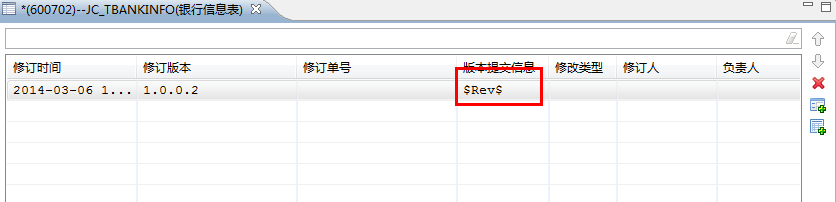 *(600702)--JC_TBANKINFO(银行信息表)
修订时间 修订版本 修订单号 版本提交信息 修改类型 修订人 负责人
2014-03-06 1... 1.0.0.2 $Rev$